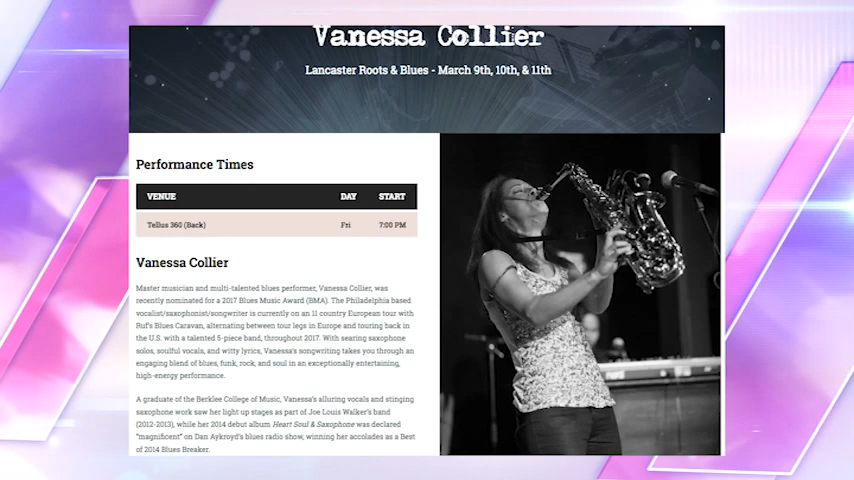 Vanessa Collier
Lancaster Roots & Blues - March 9th, 10th, & 11th
Performance Times
VENUE DAY START
Tellus 360 (Back) Fri 7:00 PM
Vanessa Collier
Master musician and multi-talented blues performer, Vanessa Collier, was
recently nominated for a 2017 Blues Music Award (BMA). The Philadelphia based
vocalist/saxophonist/songwriter is currently on an 11 country European tour with
Ruf's Blues Caravan, alternating between tour legs in Europe and touring back in
the U.S. with a talented 5-piece band, throughout 2017. With searing saxophone
solos, soulful vocals, and witty lyrics, Vanessa's songwriting takes you through an
engaging blend of blues, funk, rock, and soul in an exceptionally entertaining,
high-energy performance.
A graduate of the Berklee College of Music, Vanessa's alluring vocals and stinging
saxophone work saw her light up stages as part of Joe Louis Walker's band
(2012-2013), while her 2014 debut album Heart Soul & Saxophone was declared
"magnificent" on Dan Aykroyd's blues radio show, winning her accolades as a Best
of 2014 Blues Breaker.